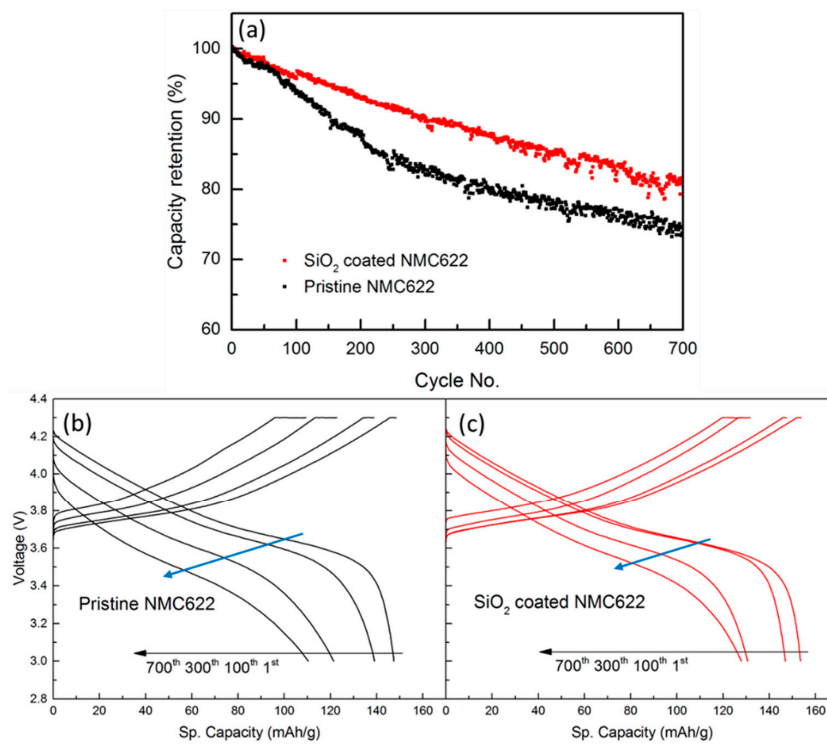 (a)
Capacity retention (%)
100
90
80
70
60
SiO₂ coated NMC622
Pristine NMC622
0 100 200 300 400 500 600 700
Cycle No.
(b)
Voltage (V)
4.4
4.2
4.0
3.8
3.6
3.4
3.2
3.0
2.8
Pristine NMC622
700th 300th 100th 1st
0 20 40 60 80 100 120 140 160
Sp. Capacity (mAh/g)
(c)
SiO₂ coated NMC622
700th 300th 100th 1st
0 20 40 60 80 100 120 140 160
Sp. Capacity (mAh/g)